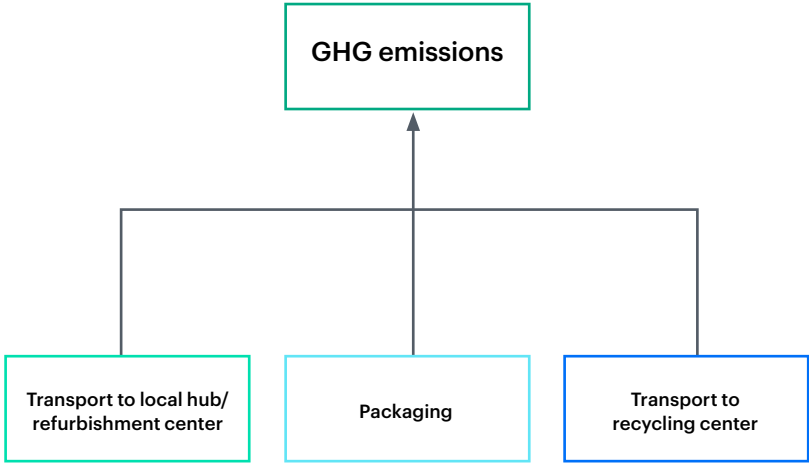 GHG emissions
Transport to local hub/
refurbishment center
Packaging
Transport to
recycling center